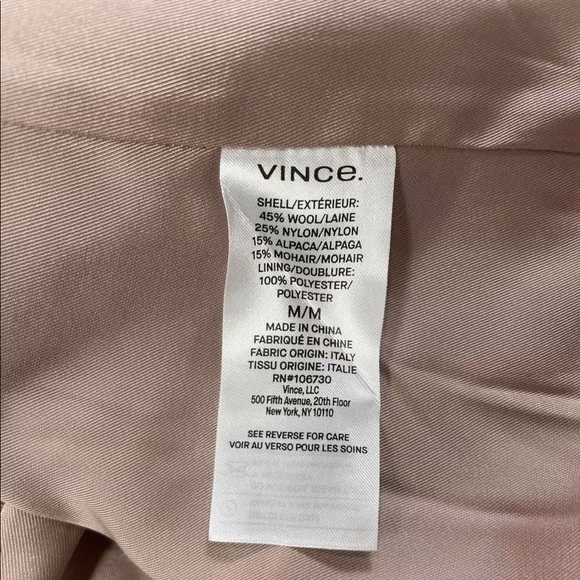 VINCE.
SHELL/EXTÉRIEUR:
45% WOOL/LAINE
25% NYLON/NYLON
15% ALPACA/ALPAGA
15% MOHAIR/MOHAIR
LINING/DOUBLURE:
100% POLYESTER/
POLYESTER
M/M
MADE IN CHINA
FABRIQUÉ EN CHINE
FABRIC ORIGIN: ITALY
TISSU ORIGINE: ITALIE
RN#106730
Vince, LLC
500 Fifth Avenue, 20th Floor
New York, NY 10110
SEE REVERSE FOR CARE
VOIR AU VERSO POUR LES SOINS